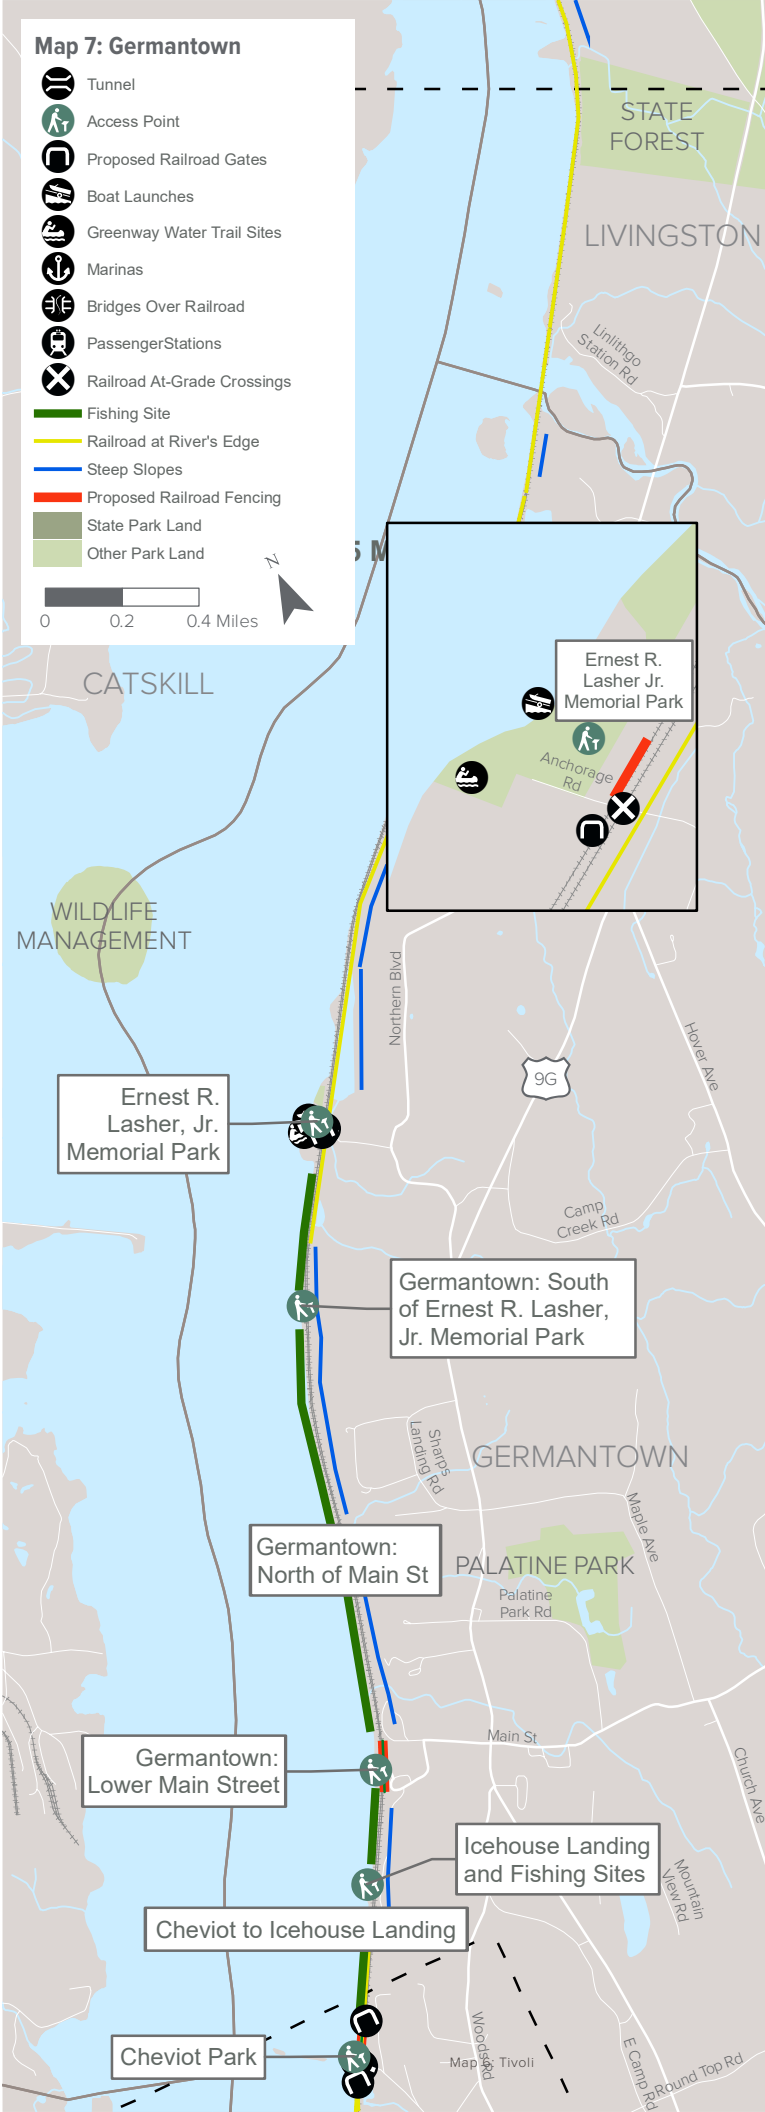 Map 7: Germantown
Tunnel
Access Point
Proposed Railroad Gates
Boat Launches
Greenway Water Trail Sites
Marinas
Bridges Over Railroad
PassengerStations
Railroad At-Grade Crossings
Fishing Site
Railroad at River's Edge
Steep Slopes
Proposed Railroad Fencing
State Park Land
Other Park Land
N
0 0.2 0.4 Miles
STATE
FOREST
LIVINGSTON
Linlithgo
Station Rd
5 M
CATSKILL
Ernest R.
Lasher Jr.
Memorial Park
Anchorage
Rd
WILDLIFE
MANAGEMENT
Northern Blvd
9G
Hover Ave
Ernest R.
Lasher, Jr.
Memorial Park
Camp
Creek Rd
Germantown: South
of Ernest R. Lasher,
Jr. Memorial Park
Sharps
Landing Rd
GERMANTOWN
Maple Ave
Germantown:
North of Main St
PALATINE PARK
Palatine
Park Rd
Main St
Germantown:
Lower Main Street
Church Ave
Icehouse Landing
and Fishing Sites
Mountain
View Rd
Cheviot to Icehouse Landing
Cheviot Park
Woods Rd
Map 6: Tivoli
E Camp Rd
Round Top Rd